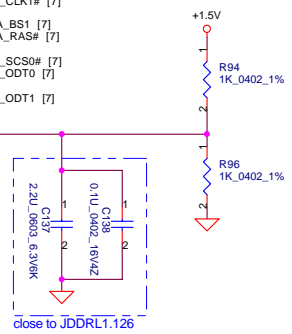 _CLKT# [7]
A_BS1 [7]
A_RAS# [7]
_SCS0# [7]
_ODT0 [7]
_ODT1 [7]
+1.5V
1
R94
1K_0402_1%
2
1
R96
1K_0402_1%
2
1
C137
2.2U_0603_6.3V6K
2
1
C138
0.1U_0402_16V4Z
2
close to JDDRL1.126